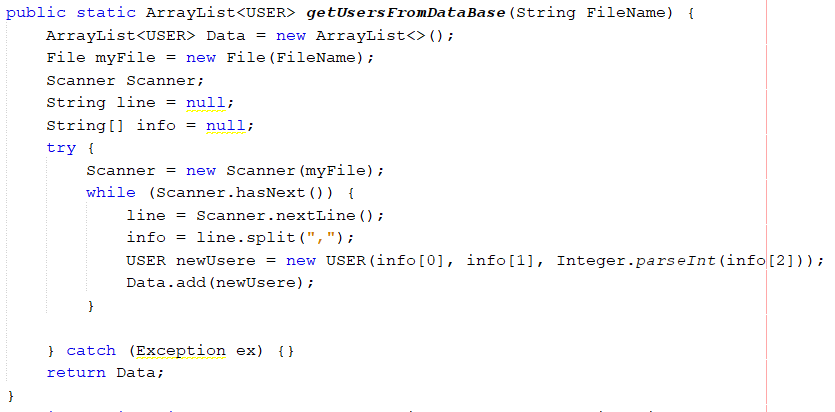 public static ArrayList<USER> getUsersFromDataBase(String FileName) {
    ArrayList<USER> Data = new ArrayList<>();
    File myFile = new File(FileName);
    Scanner Scanner;
    String line = null;
    String[] info = null;
    try {
        Scanner = new Scanner(myFile);
        while (Scanner.hasNext()) {
            line = Scanner.nextLine();
            info = line.split(",");
            USER newUsere = new USER(info[0], info[1], Integer.parseInt(info[2]));
            Data.add(newUsere);
        }
    } catch (Exception ex) {}
    return Data;
}